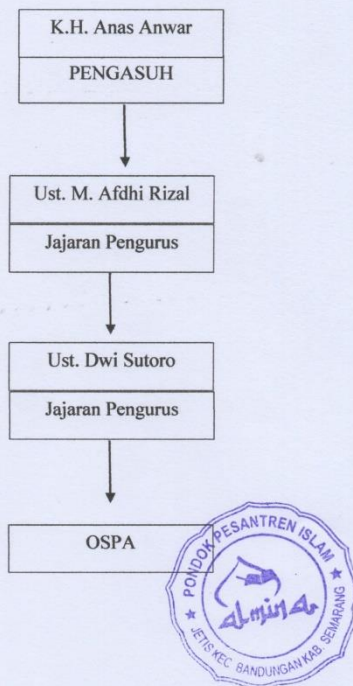 K.H. Anas Anwar
PENGASUH
Ust. M. Afdhi Rizal
Jajaran Pengurus
Ust. Dwi Sutoro
Jajaran Pengurus
OSPA
PONDOK PESANTREN ISLAM
almina
JETIS KEC. BANDUNGAN KAB. SEMARANG